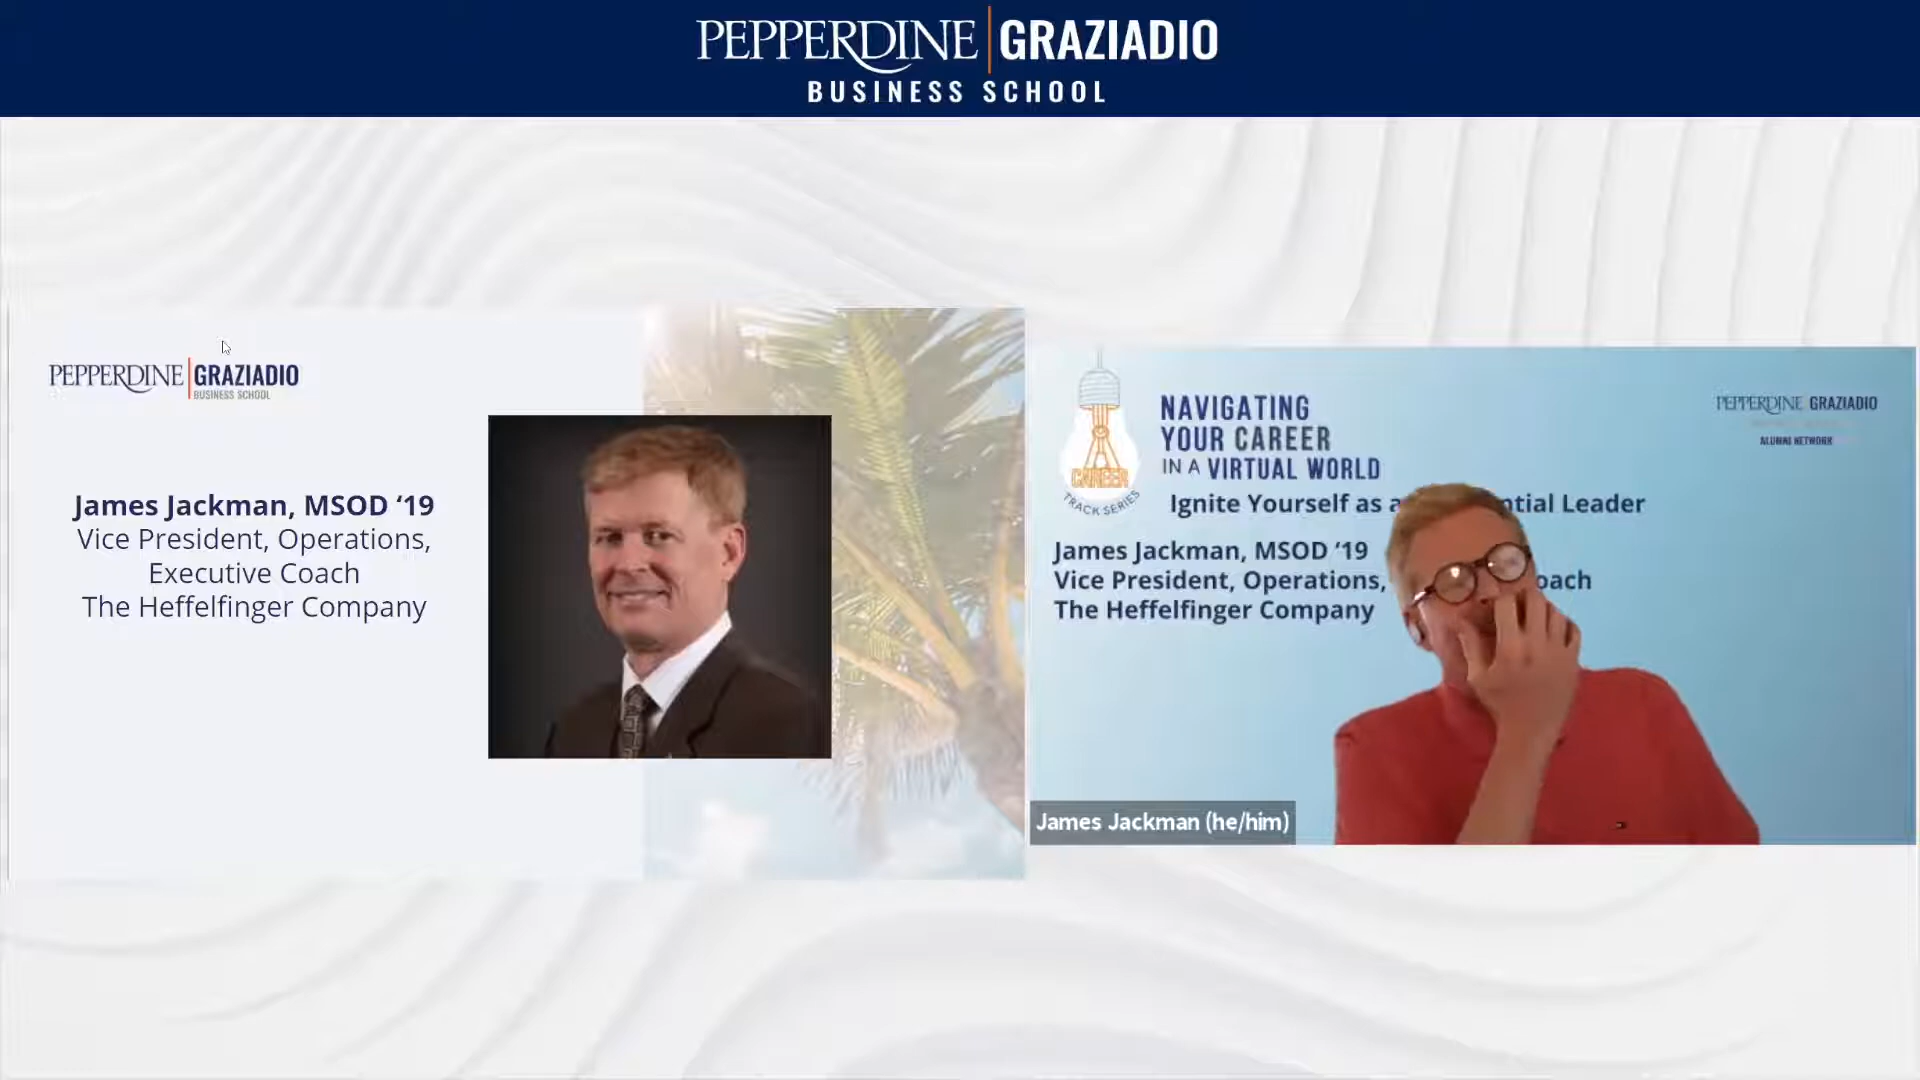 PEPPERDINE GRAZIADIO
BUSINESS SCHOOL
PEPPERDINE GRAZIADIO
BUSINESS SCHOOL
James Jackman, MSOD ‘19
Vice President, Operations,
Executive Coach
The Heffelfinger Company
CAREER
TRACK SERIES
NAVIGATING
YOUR CAREER
IN A VIRTUAL WORLD
Ignite Yourself as a ntial Leader
James Jackman, MSOD ‘19
Vice President, Operations, oach
The Heffelfinger Company
PEPPERDINE GRAZIADIO
ALUMNI NETWORK
James Jackman (he/him)